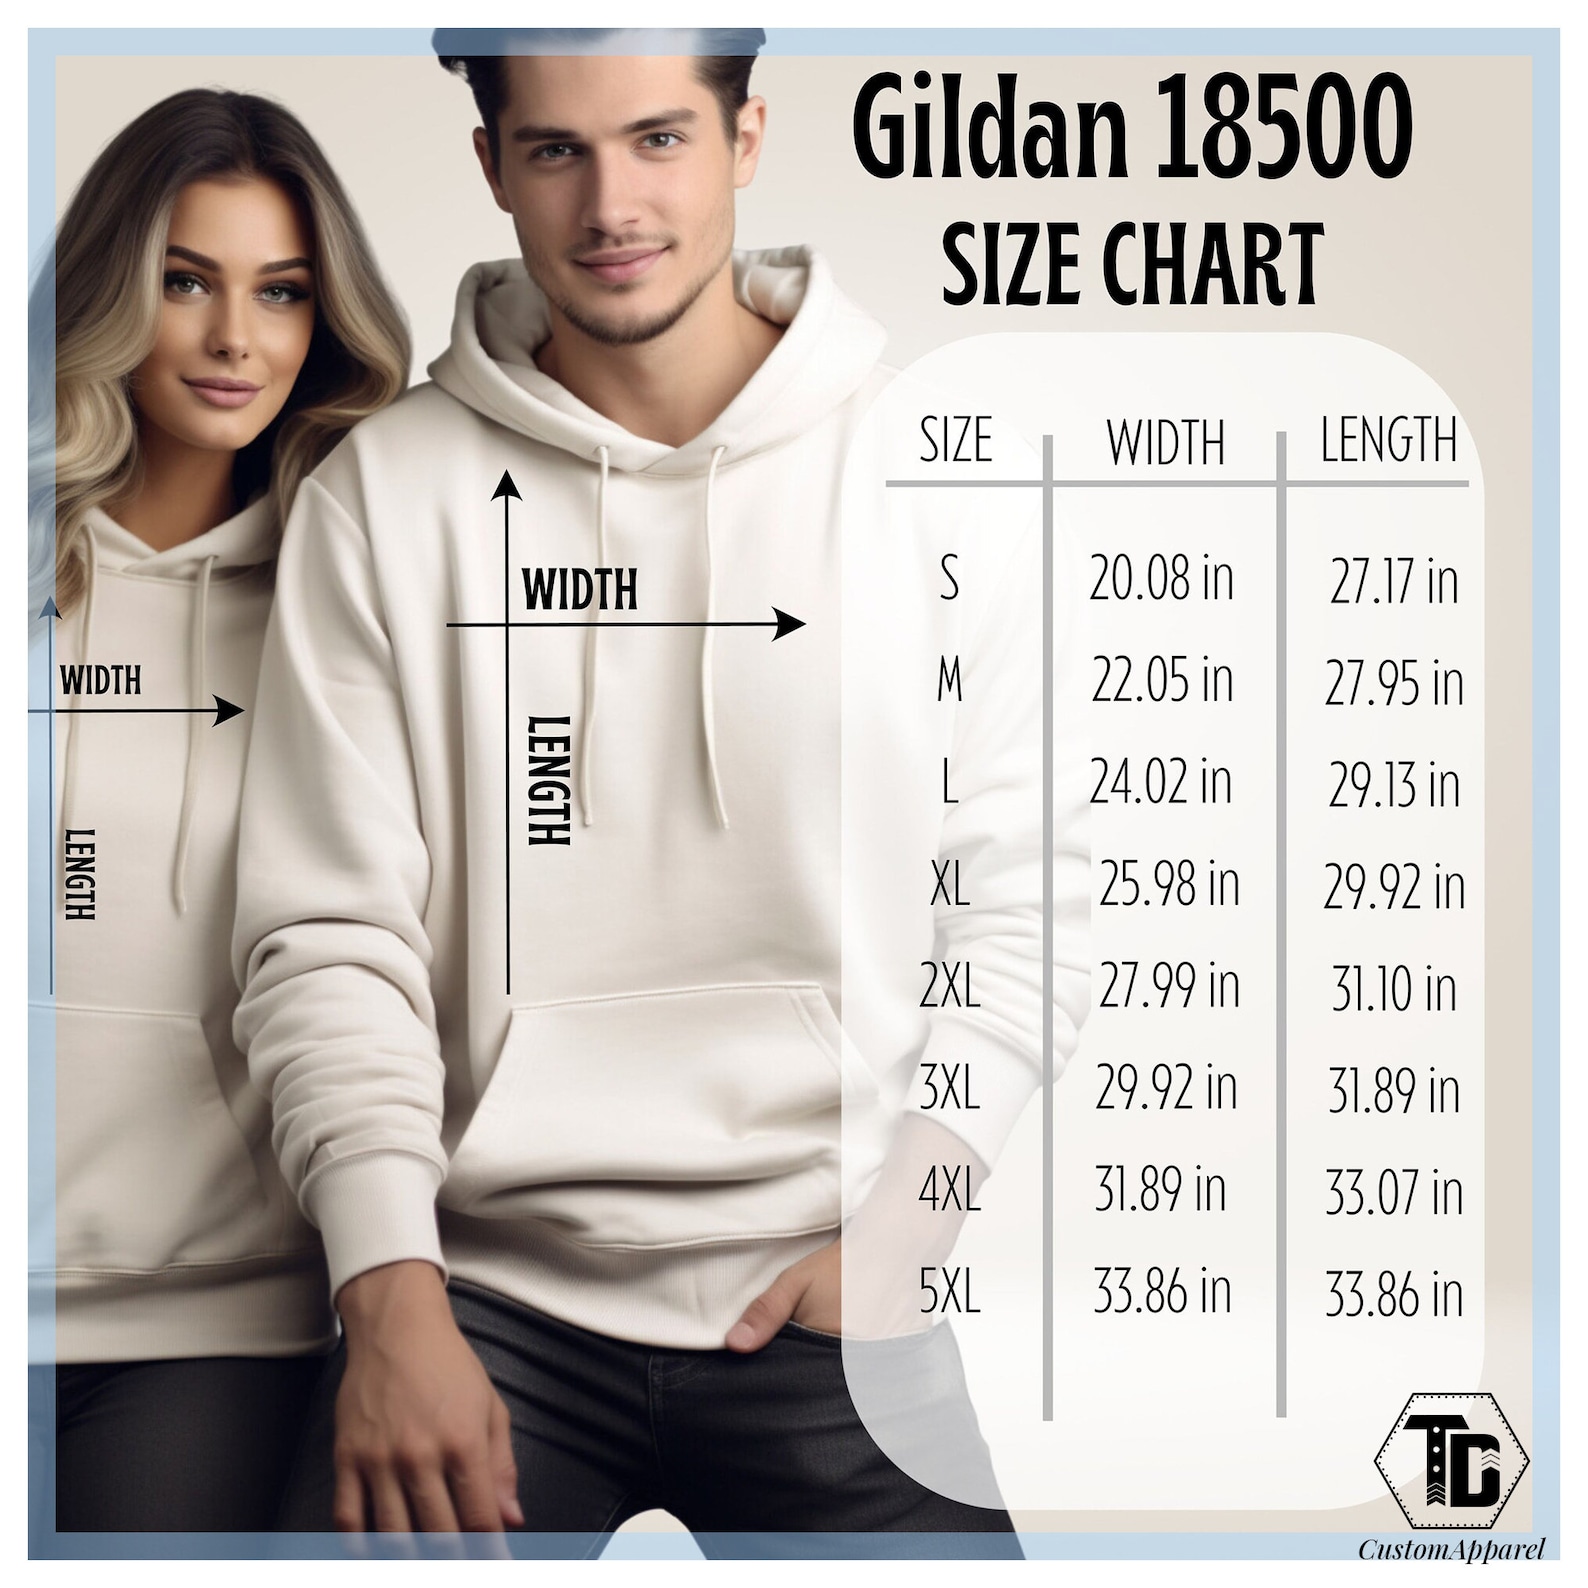 Gildan 18500
SIZE CHART
SIZE WIDTH LENGTH
S 20.08 in 27.17 in
M 22.05 in 27.95 in
L 24.02 in 29.13 in
XL 25.98 in 29.92 in
2XL 27.99 in 31.10 in
3XL 29.92 in 31.89 in
4XL 31.89 in 33.07 in
5XL 33.86 in 33.86 in
WIDTH
LENGTH
WIDTH
LENGTH
TD
CustomApparel